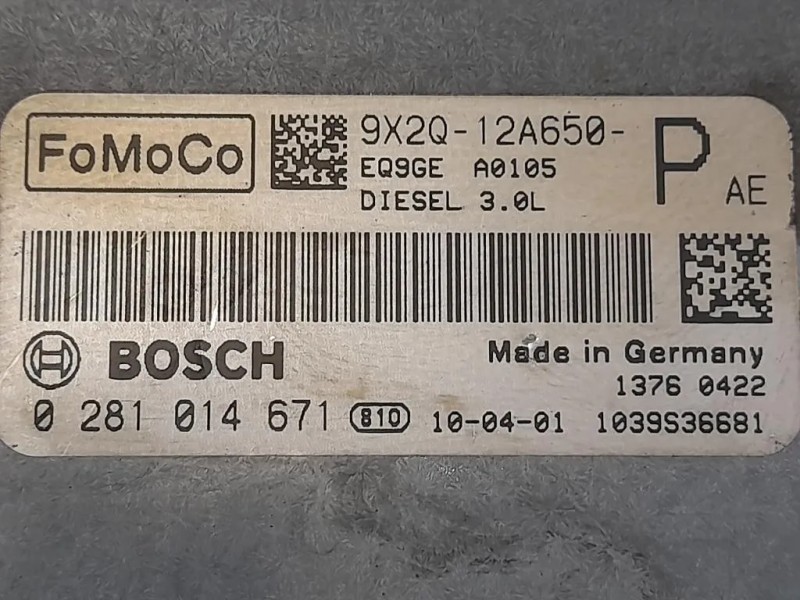 FoMoCo
9X2Q-12A650- P AE
EQ9GE A0105
DIESEL 3.0L
BOSCH
Made in Germany
1376 0422
0 281 014 671 810 10-04-01 1039S36681